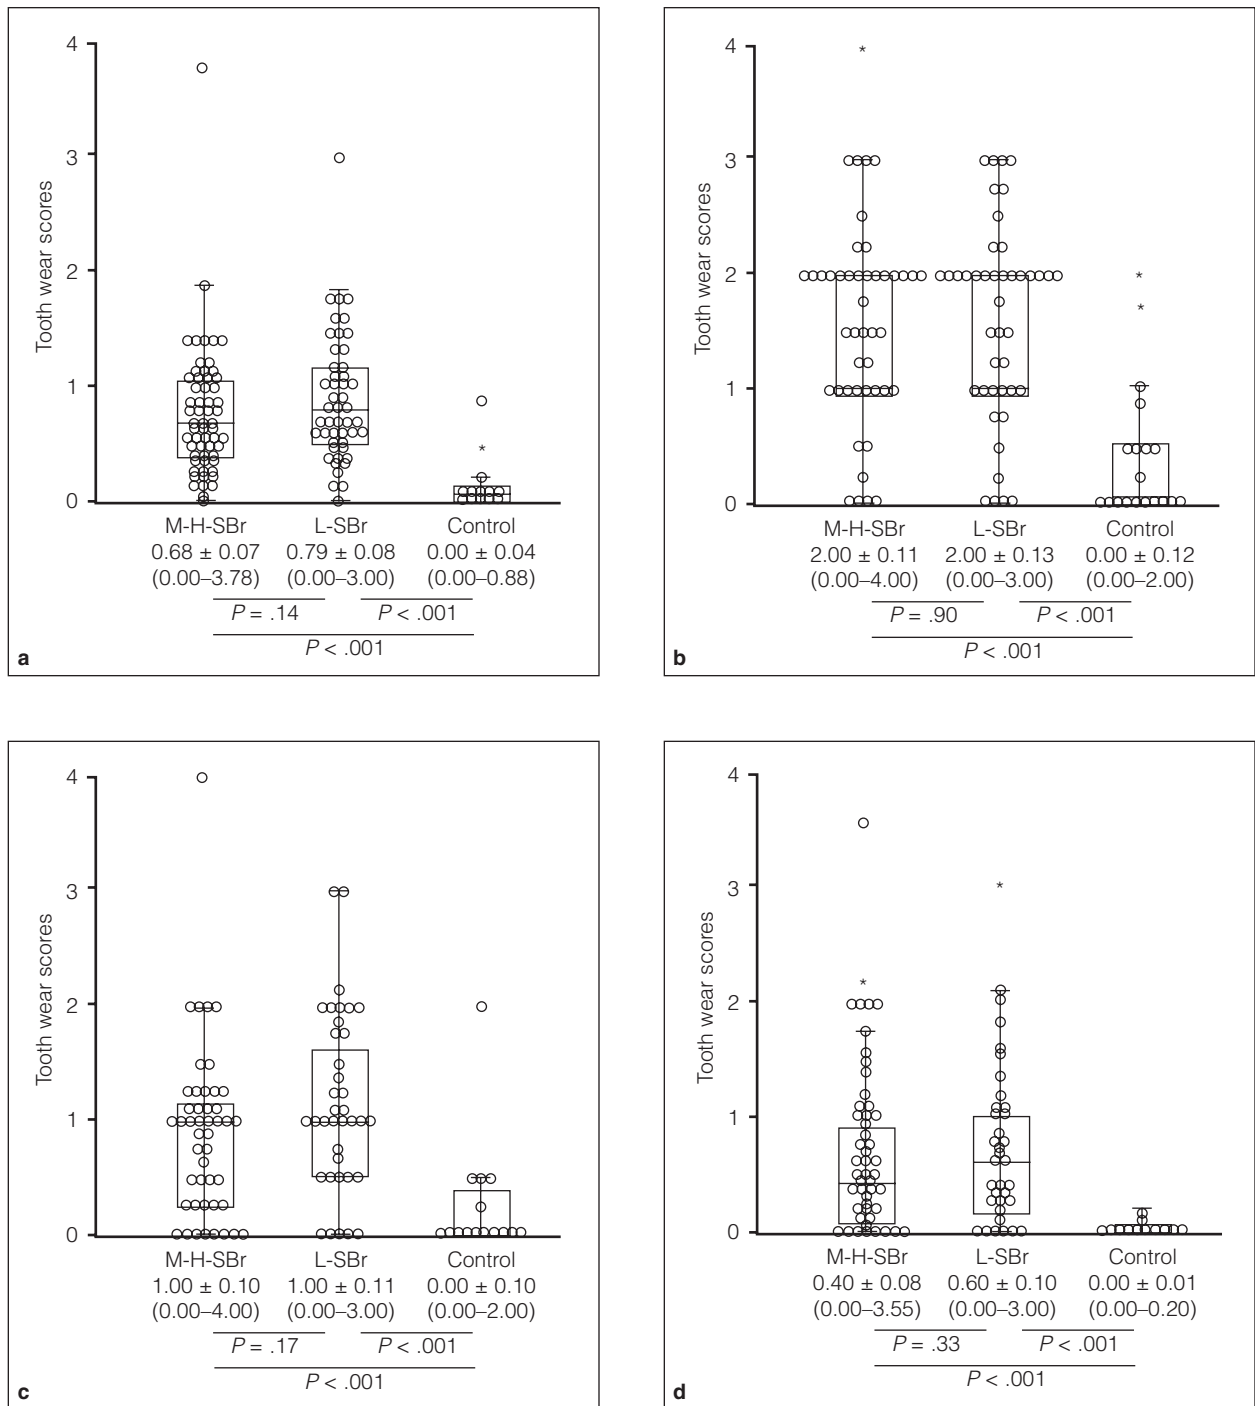 4
3
2
1
0
Tooth wear scores
M-H-SBr L-SBr Control
0.68 ± 0.07 0.79 ± 0.08 0.00 ± 0.04
(0.00–3.78) (0.00–3.00) (0.00–0.88)
P = .14 P < .001
P < .001
a
4
3
2
1
0
Tooth wear scores
M-H-SBr L-SBr Control
2.00 ± 0.11 2.00 ± 0.13 0.00 ± 0.12
(0.00–4.00) (0.00–3.00) (0.00–2.00)
P = .90 P < .001
P < .001
b
4
3
2
1
0
Tooth wear scores
M-H-SBr L-SBr Control
1.00 ± 0.10 1.00 ± 0.11 0.00 ± 0.10
(0.00–4.00) (0.00–3.00) (0.00–2.00)
P = .17 P < .001
P < .001
c
4
3
2
1
0
Tooth wear scores
M-H-SBr L-SBr Control
0.40 ± 0.08 0.60 ± 0.10 0.00 ± 0.01
(0.00–3.55) (0.00–3.00) (0.00–0.20)
P = .33 P < .001
P < .001
d